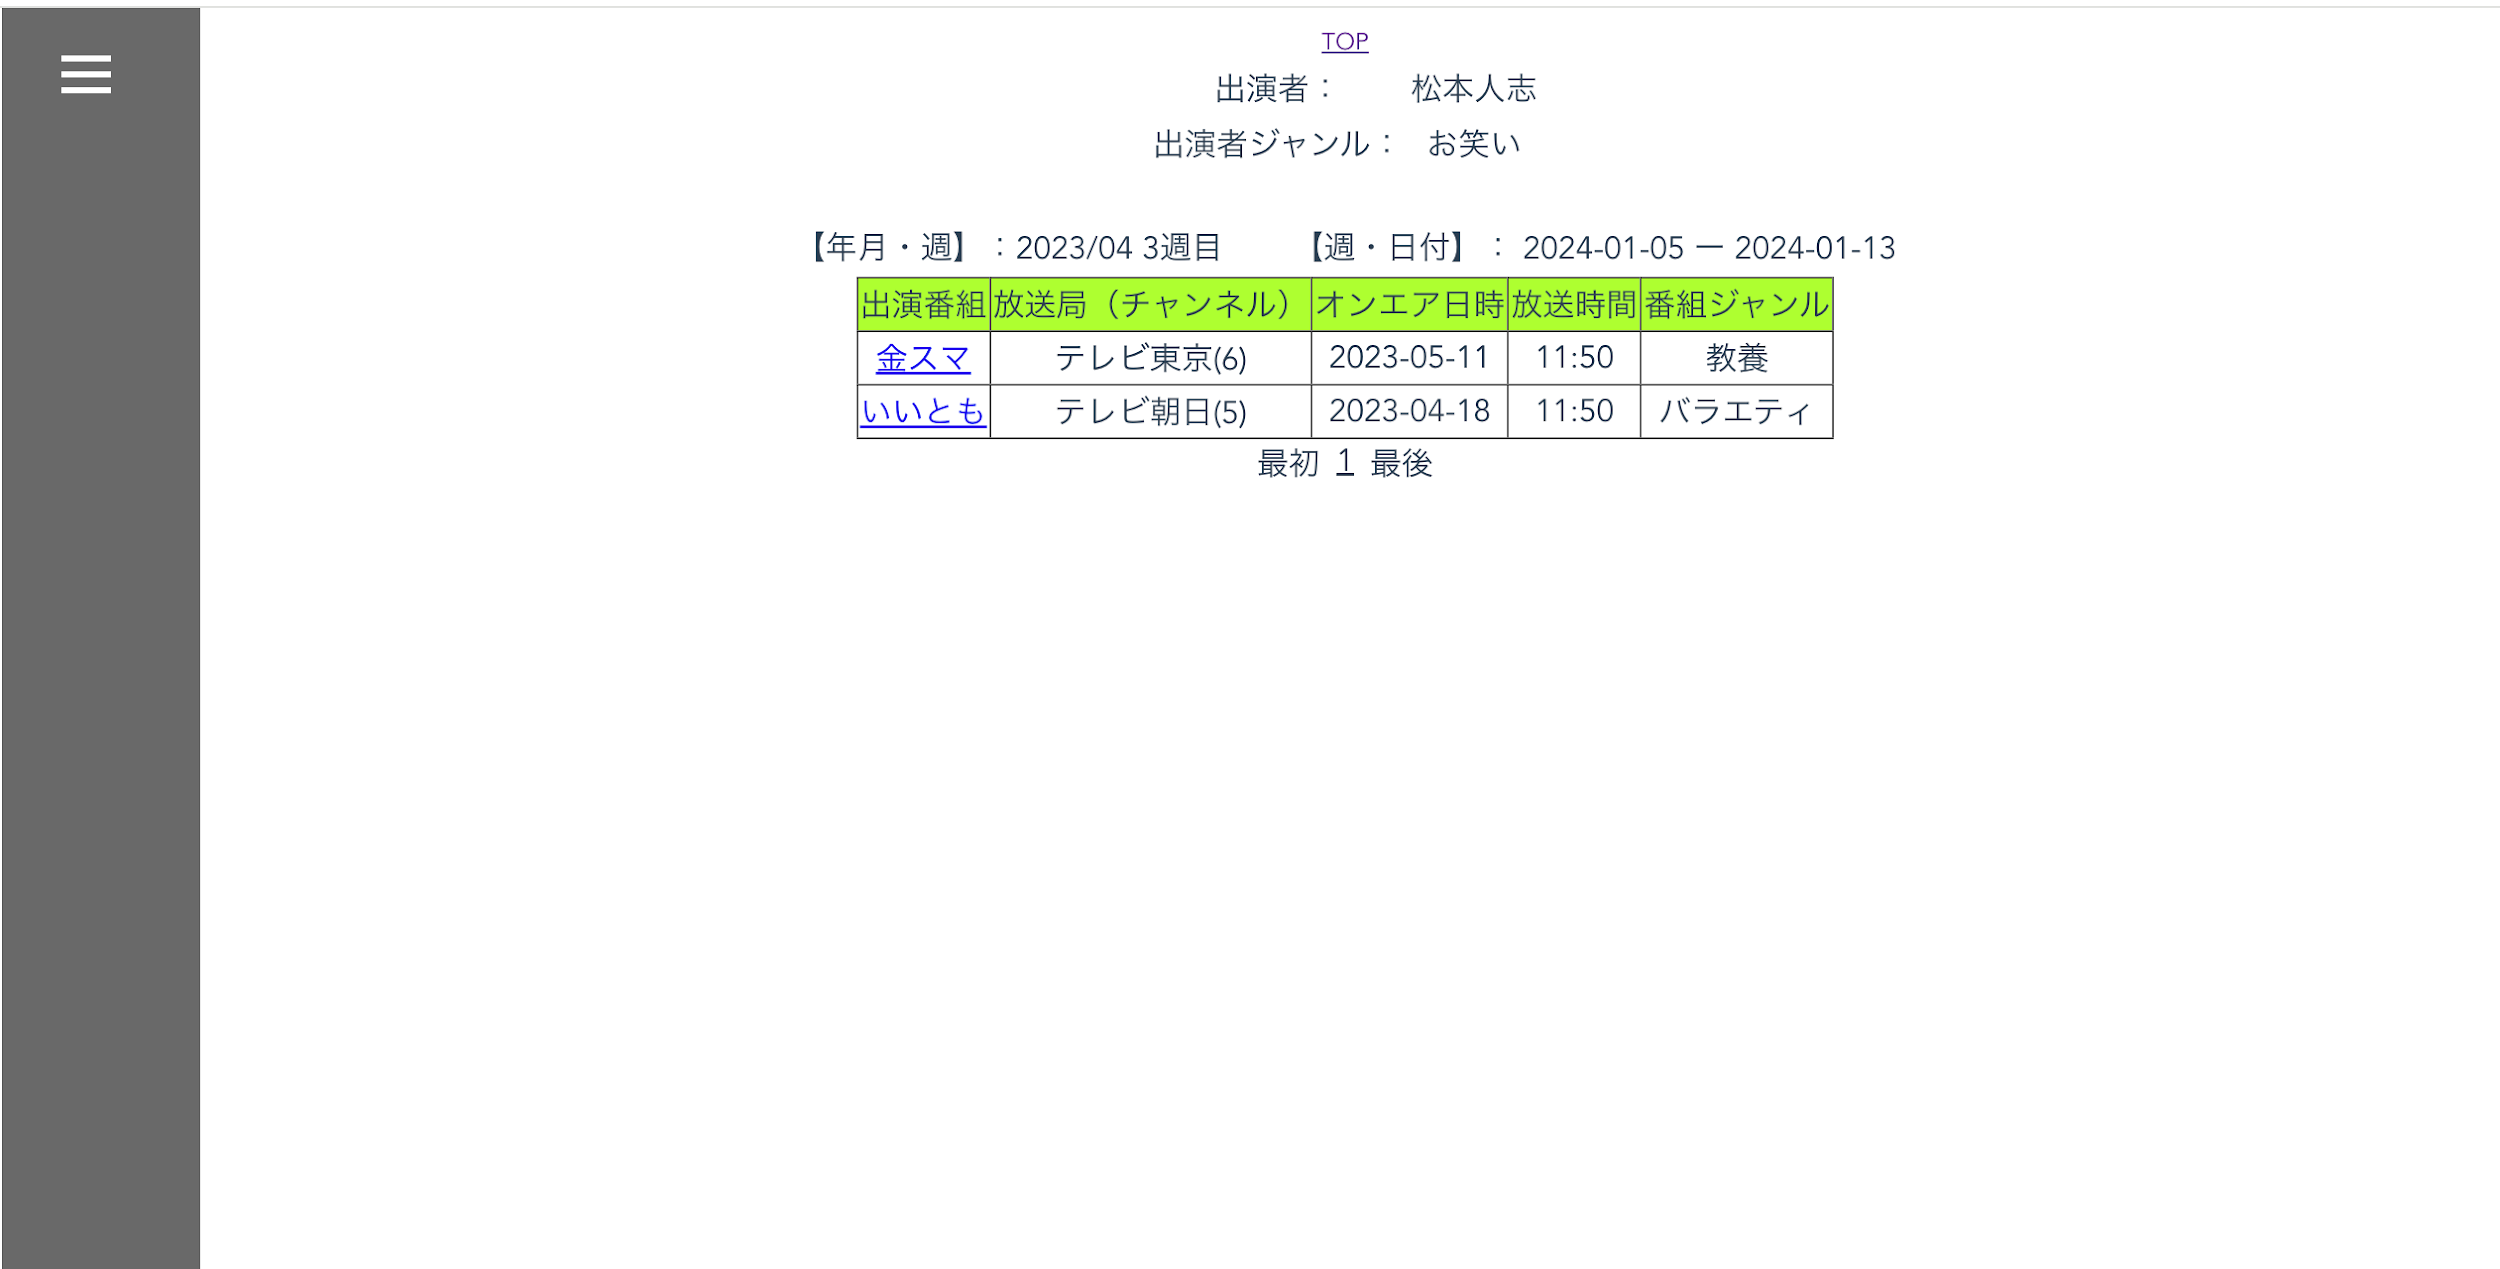 TOP
出演者： 松本人志
出演者ジャンル： お笑い
【年月・週】：2023/04 3週目 【週・日付】： 2024-01-05 ー 2024-01-13
出演番組 放送局（チャンネル） オンエア日時 放送時間 番組ジャンル
金スマ テレビ東京(6) 2023-05-11 11:50 教養
いいとも テレビ朝日(5) 2023-04-18 11:50 バラエティ
最初 1 最後